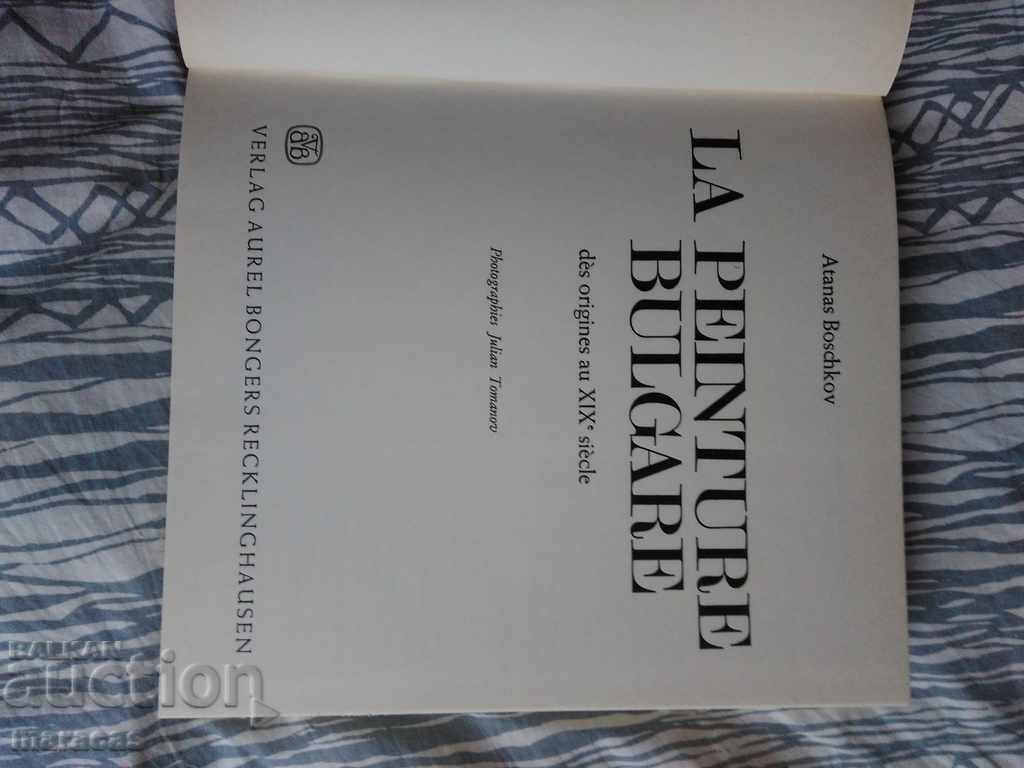 Atanas Boschkov
LA PEINTURE
BULGARE
dès origines au XIXᵉ siècle
Photographies Julian Tomanov
VERLAG AUREL BONGERS RECKLINGHAUSEN
BALKAN
auction
maracas